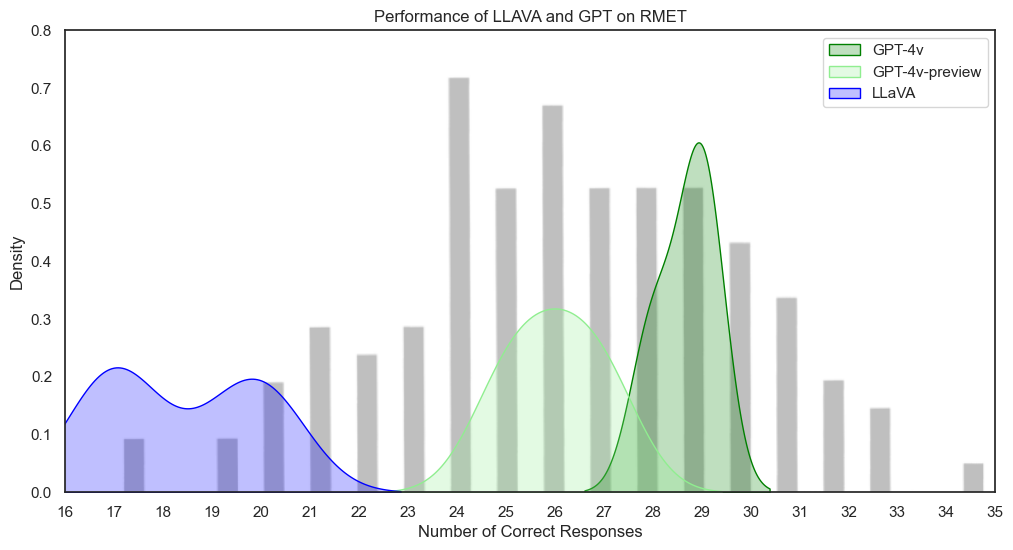 Performance of LLAVA and GPT on RMET
0.8
0.7
0.6
0.5
0.4
0.3
0.2
0.1
0.0
Density
GPT-4v
GPT-4v-preview
LLaVA
16 17 18 19 20 21 22 23 24 25 26 27 28 29 30 31 32 33 34 35
Number of Correct Responses